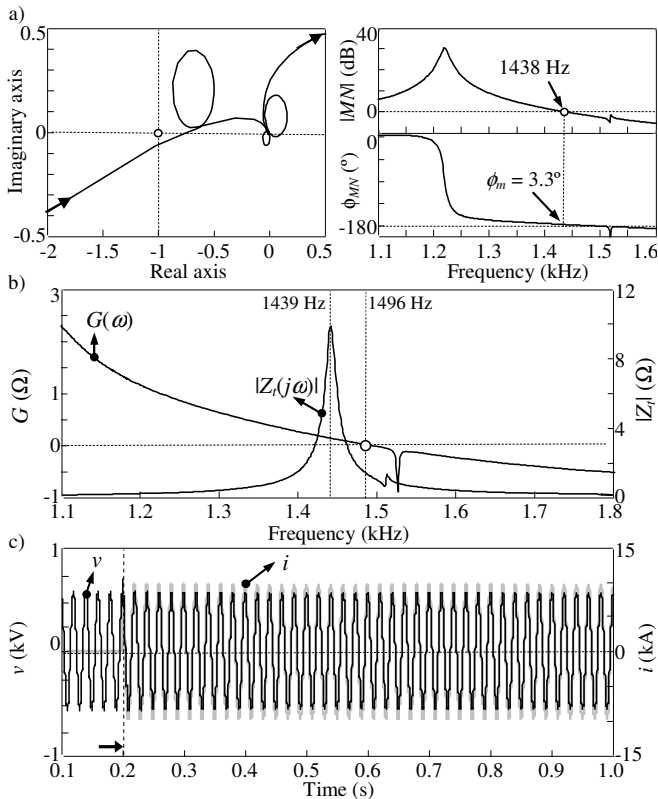 a)
0.5
0
-0.5
Imaginary axis
-2
-1.5
-1
-0.5
0
0.5
Real axis
40
0
|MN| (dB)
1438 Hz
0
-180
ϕMN (º)
ϕm = 3.3º
1.1
1.2
1.3
1.4
1.5
1.6
Frequency (kHz)
b)
3
2
1
0
-1
G (Ω)
G(ω)
1439 Hz
1496 Hz
|Zt(jω)|
12
9
6
3
0
|Zt| (Ω)
1.1
1.2
1.3
1.4
1.5
1.6
1.7
1.8
Frequency (kHz)
c)
1
0
-1
v (kV)
v
i
15
0
-15
i (kA)
0.1
0.2
0.3
0.4
0.5
0.6
0.7
0.8
0.9
1.0
Time (s)